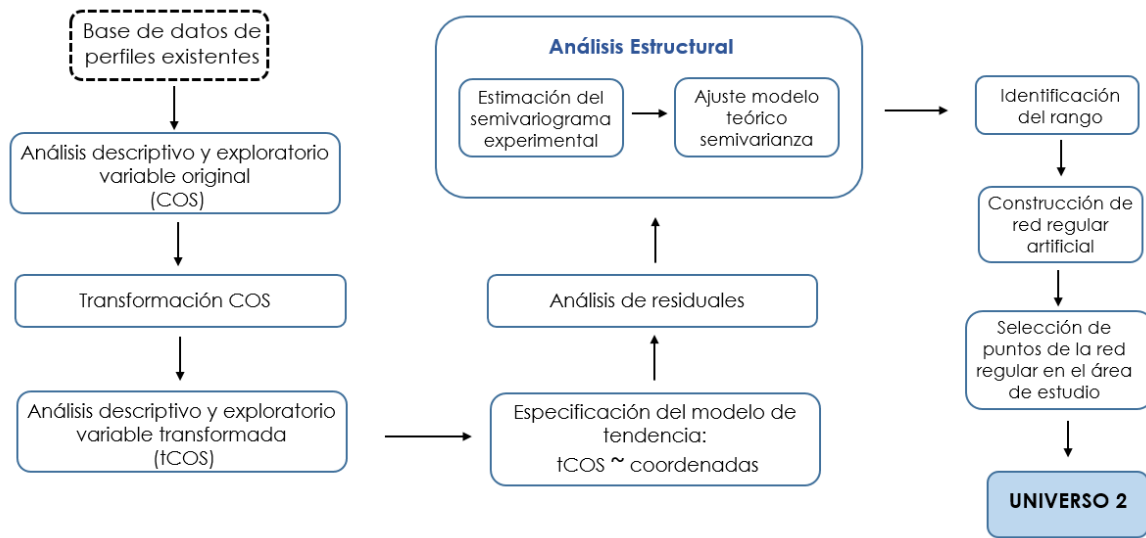 Base de datos de
perfiles existentes
Análisis descriptivo y exploratorio
variable original
(COS)
Transformación COS
Análisis descriptivo y exploratorio
variable transformada
(tCOS)
Especificación del modelo de
tendencia:
tCOS ~ coordenadas
Análisis de residuales
Análisis Estructural
Estimación del
semivariograma
experimental
Ajuste modelo
teórico
semivarianza
Identificación
del rango
Construcción de
red regular
artificial
Selección de
puntos de la red
regular en el área
de estudio
UNIVERSO 2